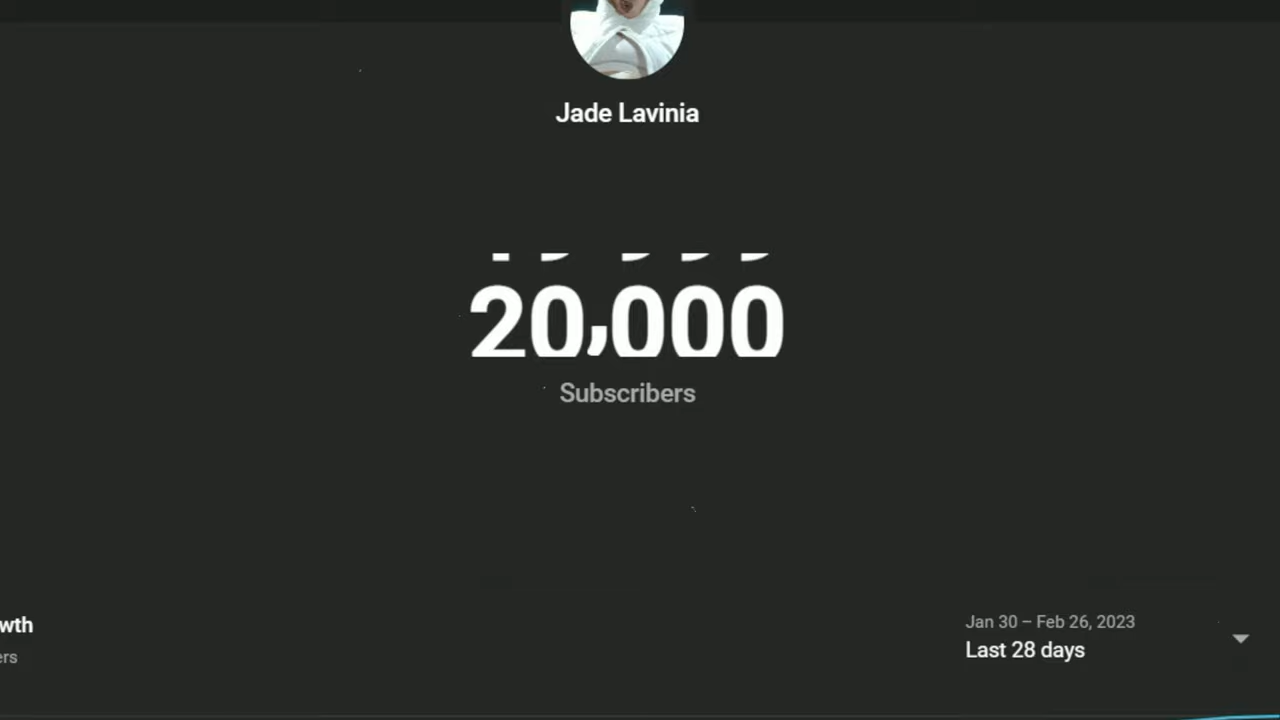 Jade Lavinia
20,000
Subscribers
Jan 30 – Feb 26, 2023
Last 28 days